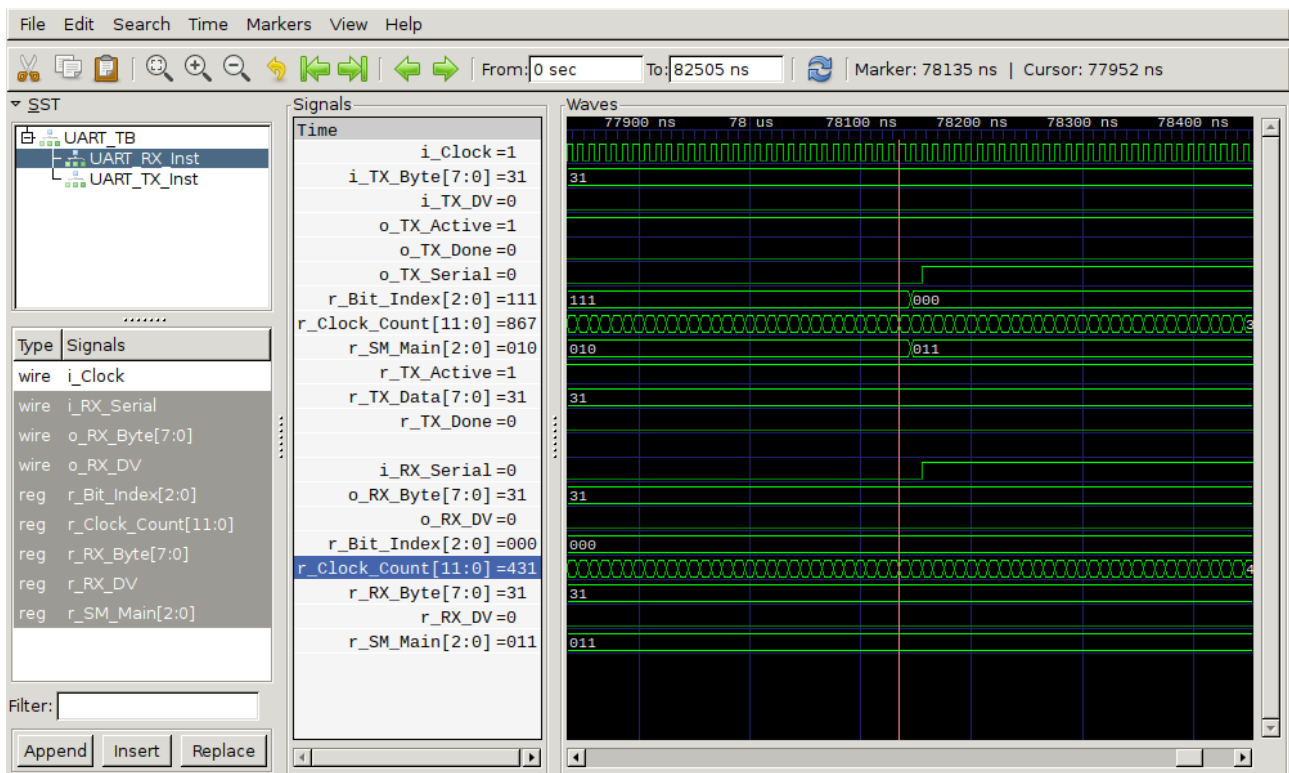 File Edit Search Time Markers View Help
From: 0 sec To: 82505 ns Marker: 78135 ns | Cursor: 77952 ns
SST
UART_TB
UART_RX_Inst
UART_TX_Inst
Type Signals
wire i_Clock
wire i_RX_Serial
wire o_RX_Byte[7:0]
wire o_RX_DV
reg r_Bit_Index[2:0]
reg r_Clock_Count[11:0]
reg r_RX_Byte[7:0]
reg r_RX_DV
reg r_SM_Main[2:0]
Filter:
Append Insert Replace
Signals
Time
i_Clock=1
i_TX_Byte[7:0]=31
i_TX_DV=0
o_TX_Active=1
o_TX_Done=0
o_TX_Serial=0
r_Bit_Index[2:0]=111
r_Clock_Count[11:0]=867
r_SM_Main[2:0]=010
r_TX_Active=1
r_TX_Data[7:0]=31
r_TX_Done=0
i_RX_Serial=0
o_RX_Byte[7:0]=31
o_RX_DV=0
r_Bit_Index[2:0]=000
r_Clock_Count[11:0]=431
r_RX_Byte[7:0]=31
r_RX_DV=0
r_SM_Main[2:0]=011
Waves
77900 ns 78 us 78100 ns 78200 ns 78300 ns 78400 ns
31
111 000
3
010 011
31
31
000
4
31
011